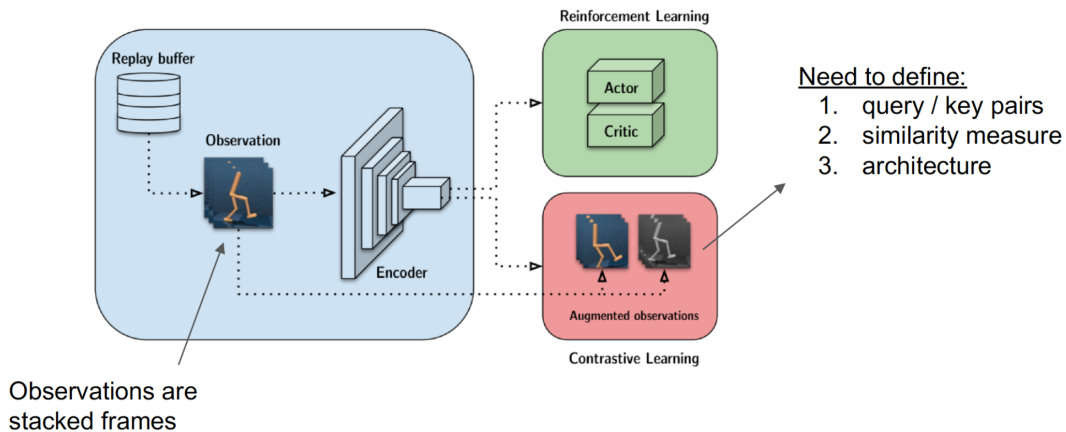 Reinforcement Learning
Replay buffer
Actor
Critic
Observation
Encoder
Augmented observations
Contrastive Learning
Need to define:
1. query / key pairs
2. similarity measure
3. architecture
Observations are
stacked frames